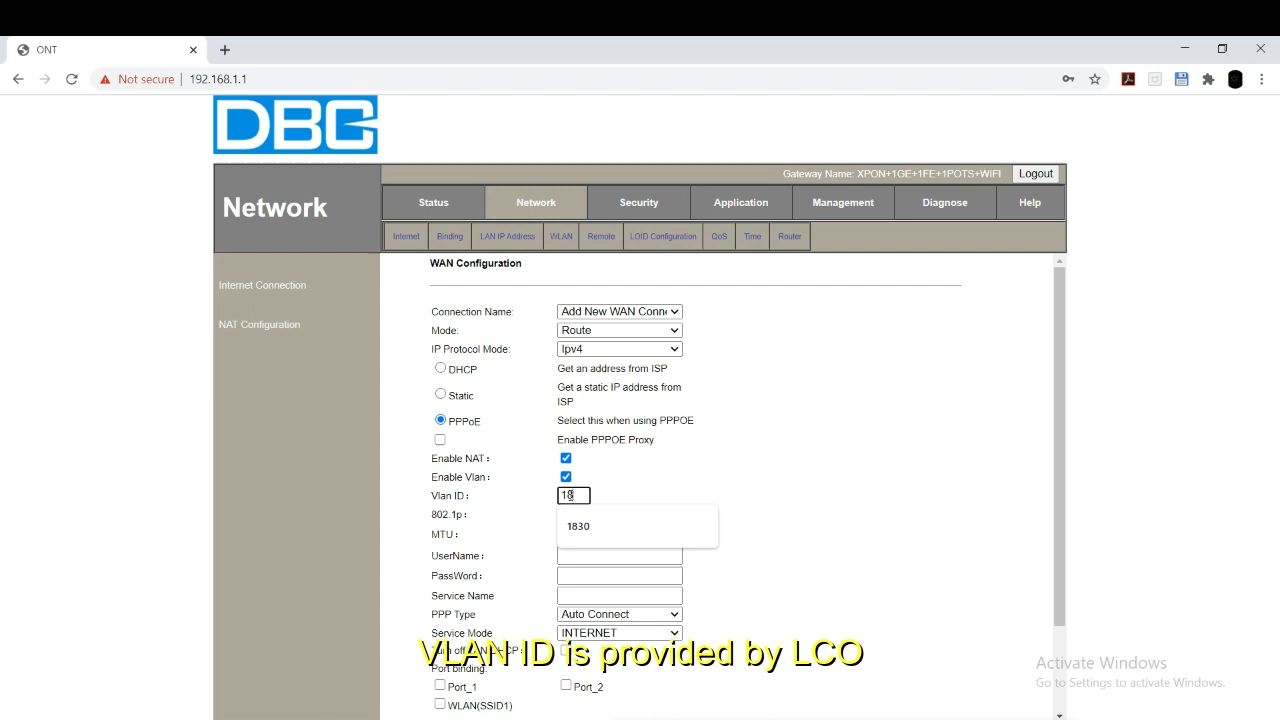 ONT
Not secure
192.168.1.1
DBC
Gateway Name: XPON+1GE+1FE+1POTS+WIFI
Logout
Network
Status
Network
Security
Application
Management
Diagnose
Help
Internet
Binding
LAN IP Address
WLAN
Remote
LOID Configuration
QoS
Time
Router
Internet Connection
NAT Configuration
WAN Configuration
Connection Name: Add New WAN Conne
Mode: Route
IP Protocol Mode: Ipv4
DHCP Get an address from ISP
Static Get a static IP address from
ISP
PPPoE Select this when using PPPOE
Enable PPPOE Proxy
Enable NAT:
Enable Vlan:
Vlan ID: 18
802.1p:
1830
MTU:
UserName:
PassWord:
Service Name
PPP Type Auto Connect
Service Mode INTERNET
VLAN ID is provided by LCO
Port binding:
Port_1 Port_2
WLAN(SSID1)
Activate Windows
Go to Settings to activate Windows.